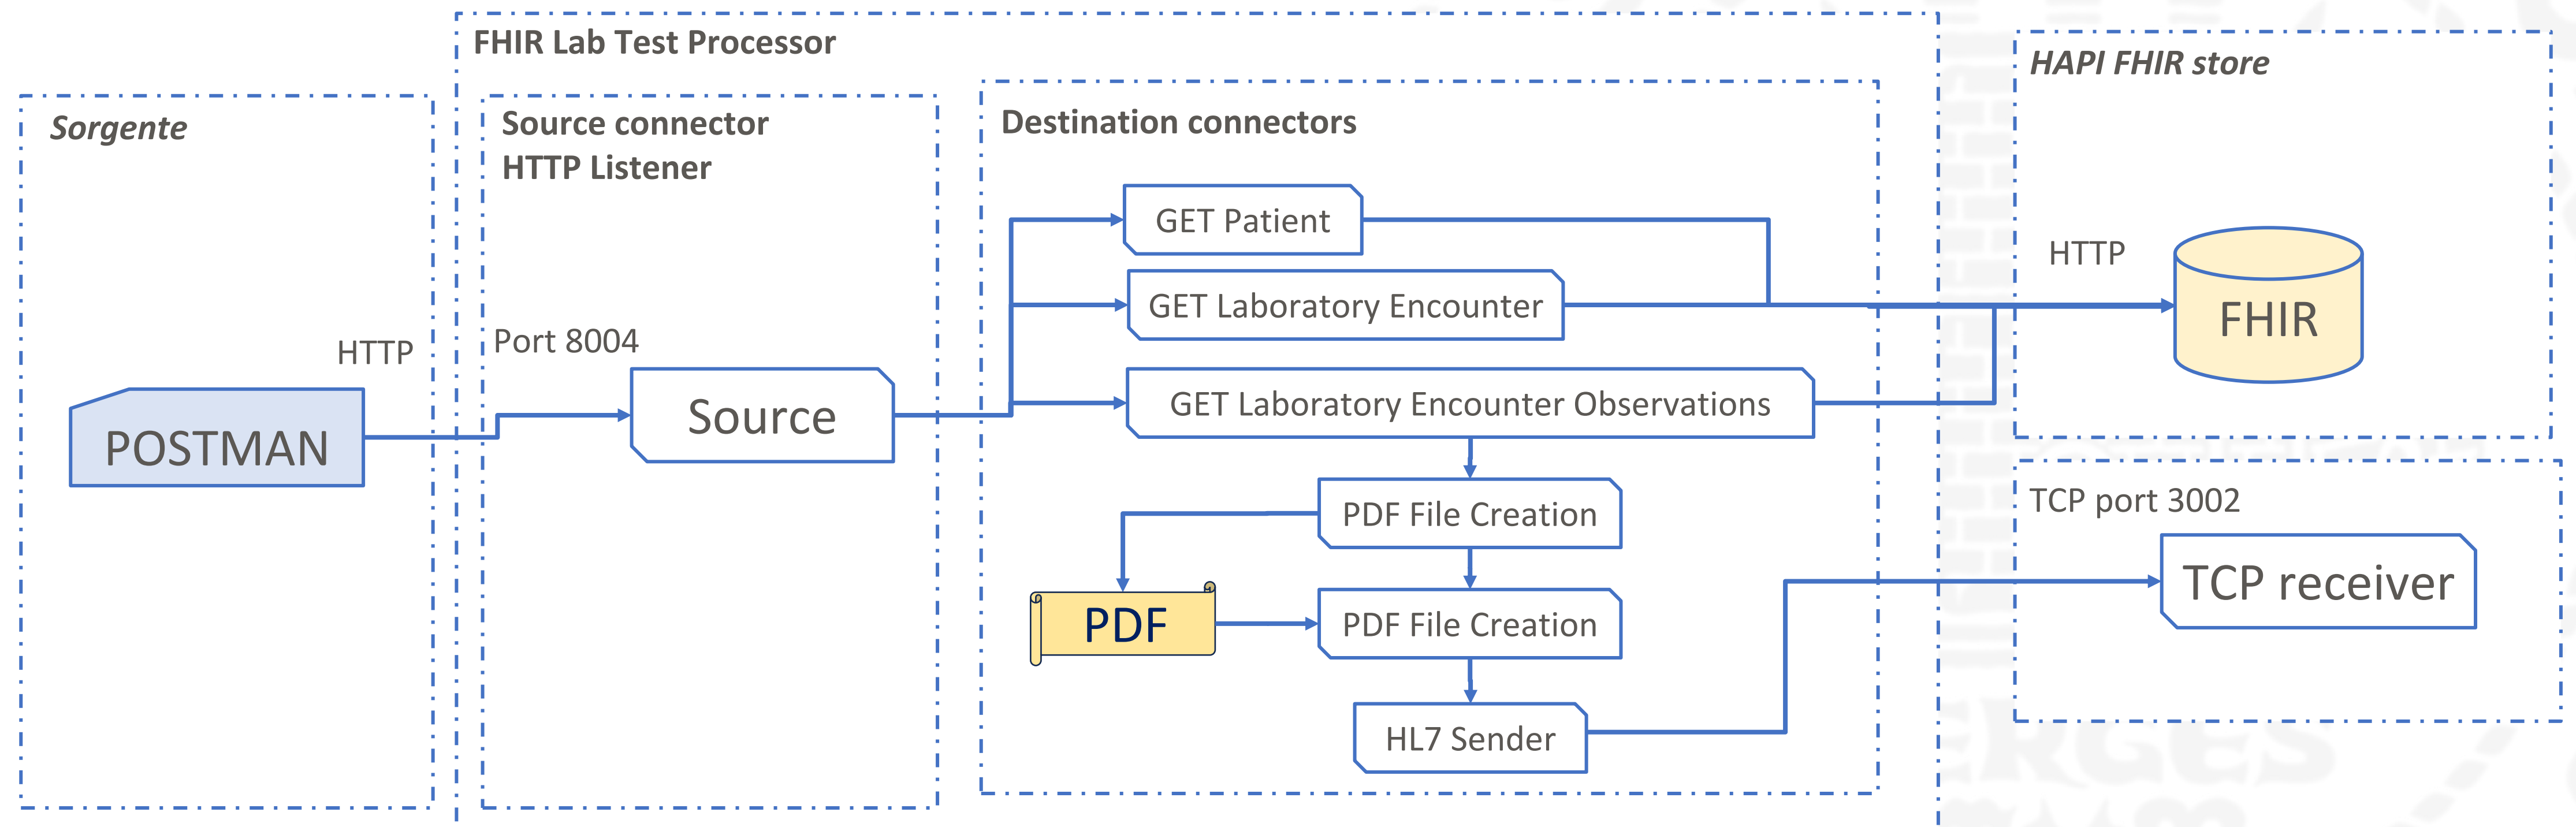 FHIR Lab Test Processor
Sorgente
HTTP
POSTMAN
Source connector
HTTP Listener
Port 8004
Source
Destination connectors
GET Patient
GET Laboratory Encounter
GET Laboratory Encounter Observations
PDF File Creation
PDF
PDF File Creation
HL7 Sender
HAPI FHIR store
HTTP
FHIR
TCP port 3002
TCP receiver